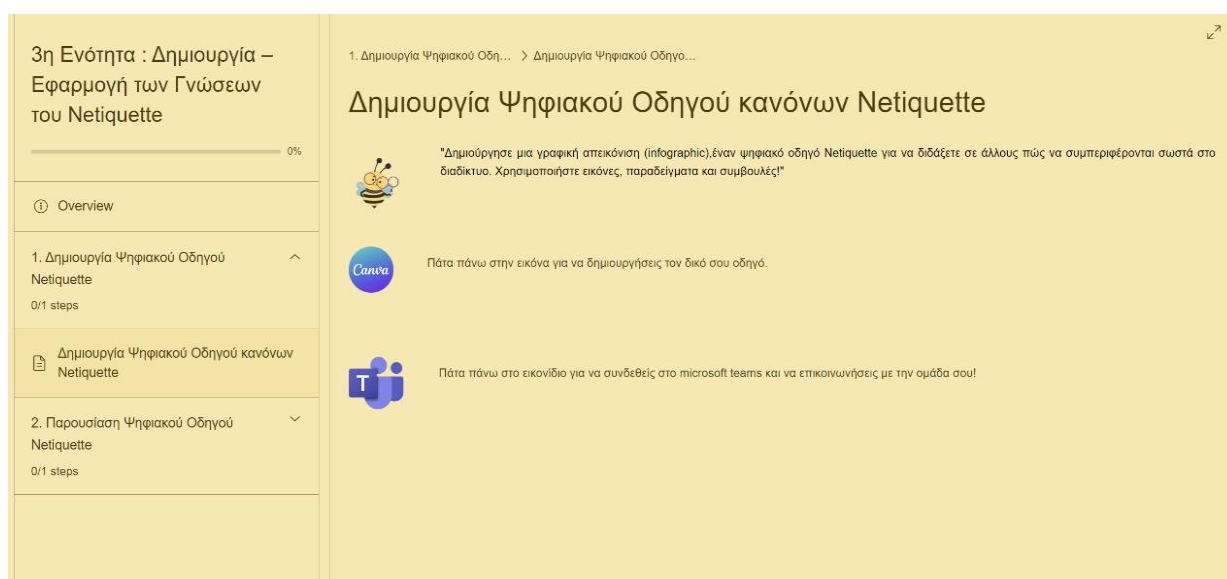 3η Ενότητα : Δημιουργία –
Εφαρμογή των Γνώσεων
του Netiquette
0%
Overview
1. Δημιουργία Ψηφιακού Οδηγού
Netiquette
0/1 steps
Δημιουργία Ψηφιακού Οδηγού κανόνων
Netiquette
2. Παρουσίαση Ψηφιακού Οδηγού
Netiquette
0/1 steps
1. Δημιουργία Ψηφιακού Οδη… > Δημιουργία Ψηφιακού Οδηγο…
Δημιουργία Ψηφιακού Οδηγού κανόνων Netiquette
"Δημιούργησε μια γραφική απεικόνιση (infographic),έναν ψηφιακό οδηγό Netiquette για να διδάξετε σε άλλους πώς να συμπεριφέρονται σωστά στο
διαδίκτυο. Χρησιμοποιήστε εικόνες, παραδείγματα και συμβουλές!"
Canva
Πάτα πάνω στην εικόνα για να δημιουργήσεις τον δικό σου οδηγό.
T
Πάτα πάνω στο εικονίδιο για να συνδεθείς στο microsoft teams και να επικοινωνήσεις με την ομάδα σου!